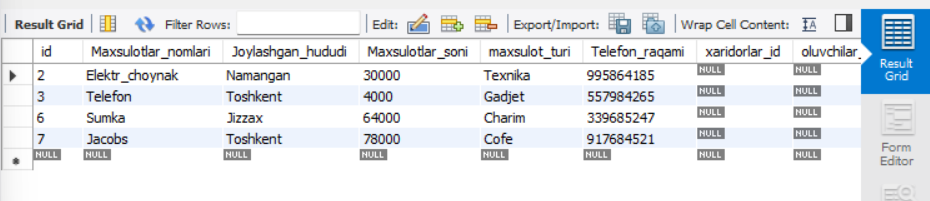 Result Grid Filter Rows: Edit: Export/Import: Wrap Cell Content:
id Maxsulotlar_nomlari Joylashgan_hududi Maxsulotlar_soni maxsulot_turi Telefon_raqami xaridorlar_id oluvchilar_
2 Elektr_choynak Namangan 30000 Texnika 995864185 NULL NULL
3 Telefon Toshkent 4000 Gadjet 557984265 NULL NULL
6 Sumka Jizzax 64000 Charim 339685247 NULL NULL
7 Jacobs Toshkent 78000 Cofe 917684521 NULL NULL
NULL NULL NULL NULL NULL NULL NULL NULL
Result
Grid
Form
Editor